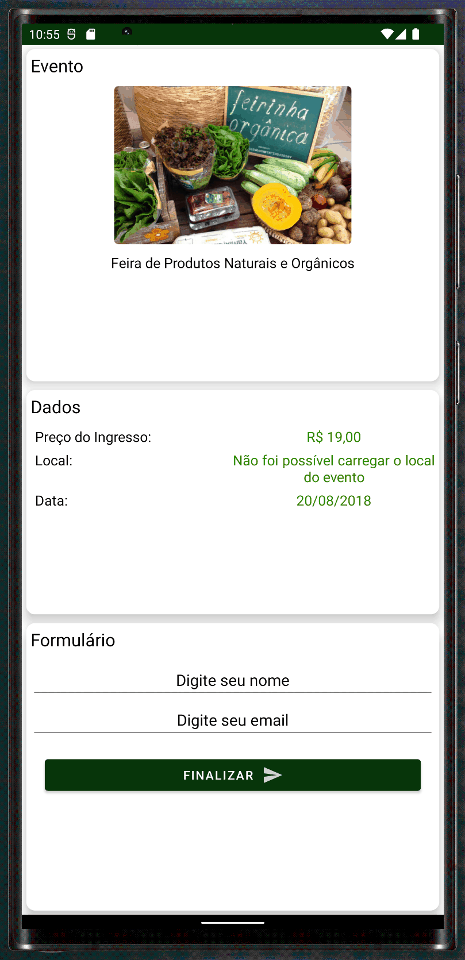 10:55
Evento
feirinha
orgânica
Feira de Produtos Naturais e Orgânicos
Dados
Preço do Ingresso:
R$ 19,00
Local:
Não foi possível carregar o local
do evento
Data:
20/08/2018
Formulário
Digite seu nome
Digite seu email
FINALIZAR